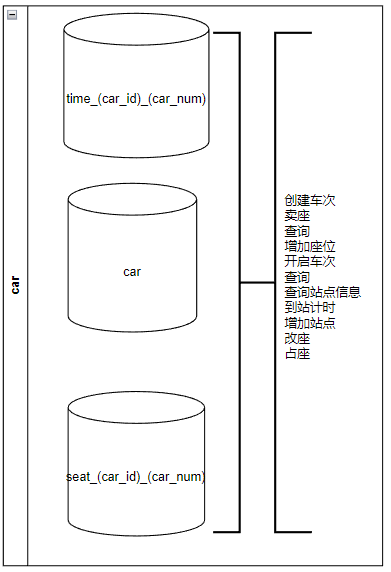 car
time_(car_id)_(car_num)
car
seat_(car_id)_(car_num)
创建车次
卖座
查询
增加座位
开启车次
查询
查询站点信息
到站计时
增加站点
改座
占座